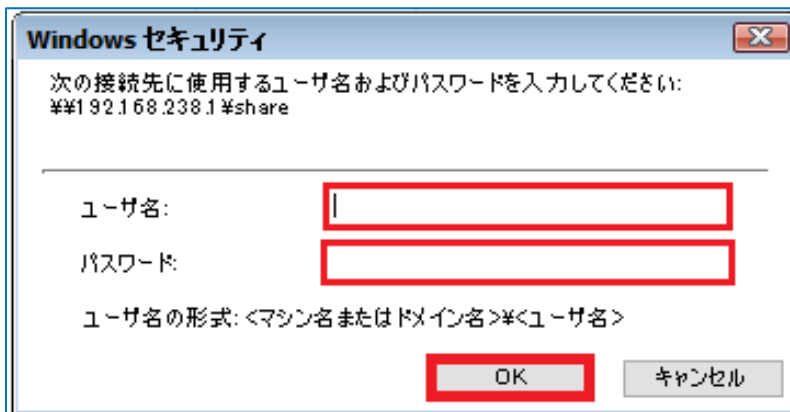 Windows セキュリティ
次の接続先に使用するユーザ名およびパスワードを入力してください:
¥¥192.168.238.1¥share
ユーザ名:
パスワード:
ユーザ名の形式: <マシン名またはドメイン名>¥<ユーザ名>
OK キャンセル